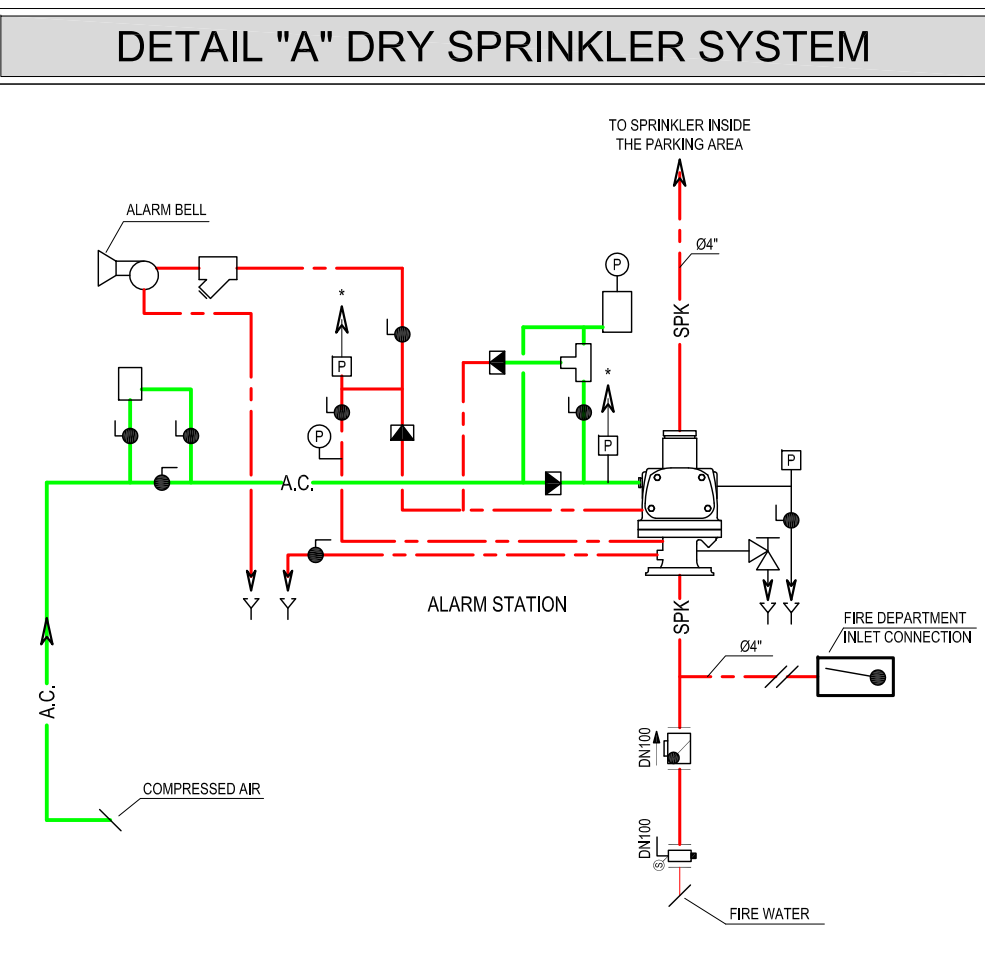 DETAIL "A" DRY SPRINKLER SYSTEM
TO SPRINKLER INSIDE
THE PARKING AREA
ALARM BELL
Ø4"
P
*
SPK
P
*
P
P
P
A.C.
ALARM STATION
SPK
FIRE DEPARTMENT
INLET CONNECTION
Ø4"
A.C.
DN100
COMPRESSED AIR
DN100
S
FIRE WATER